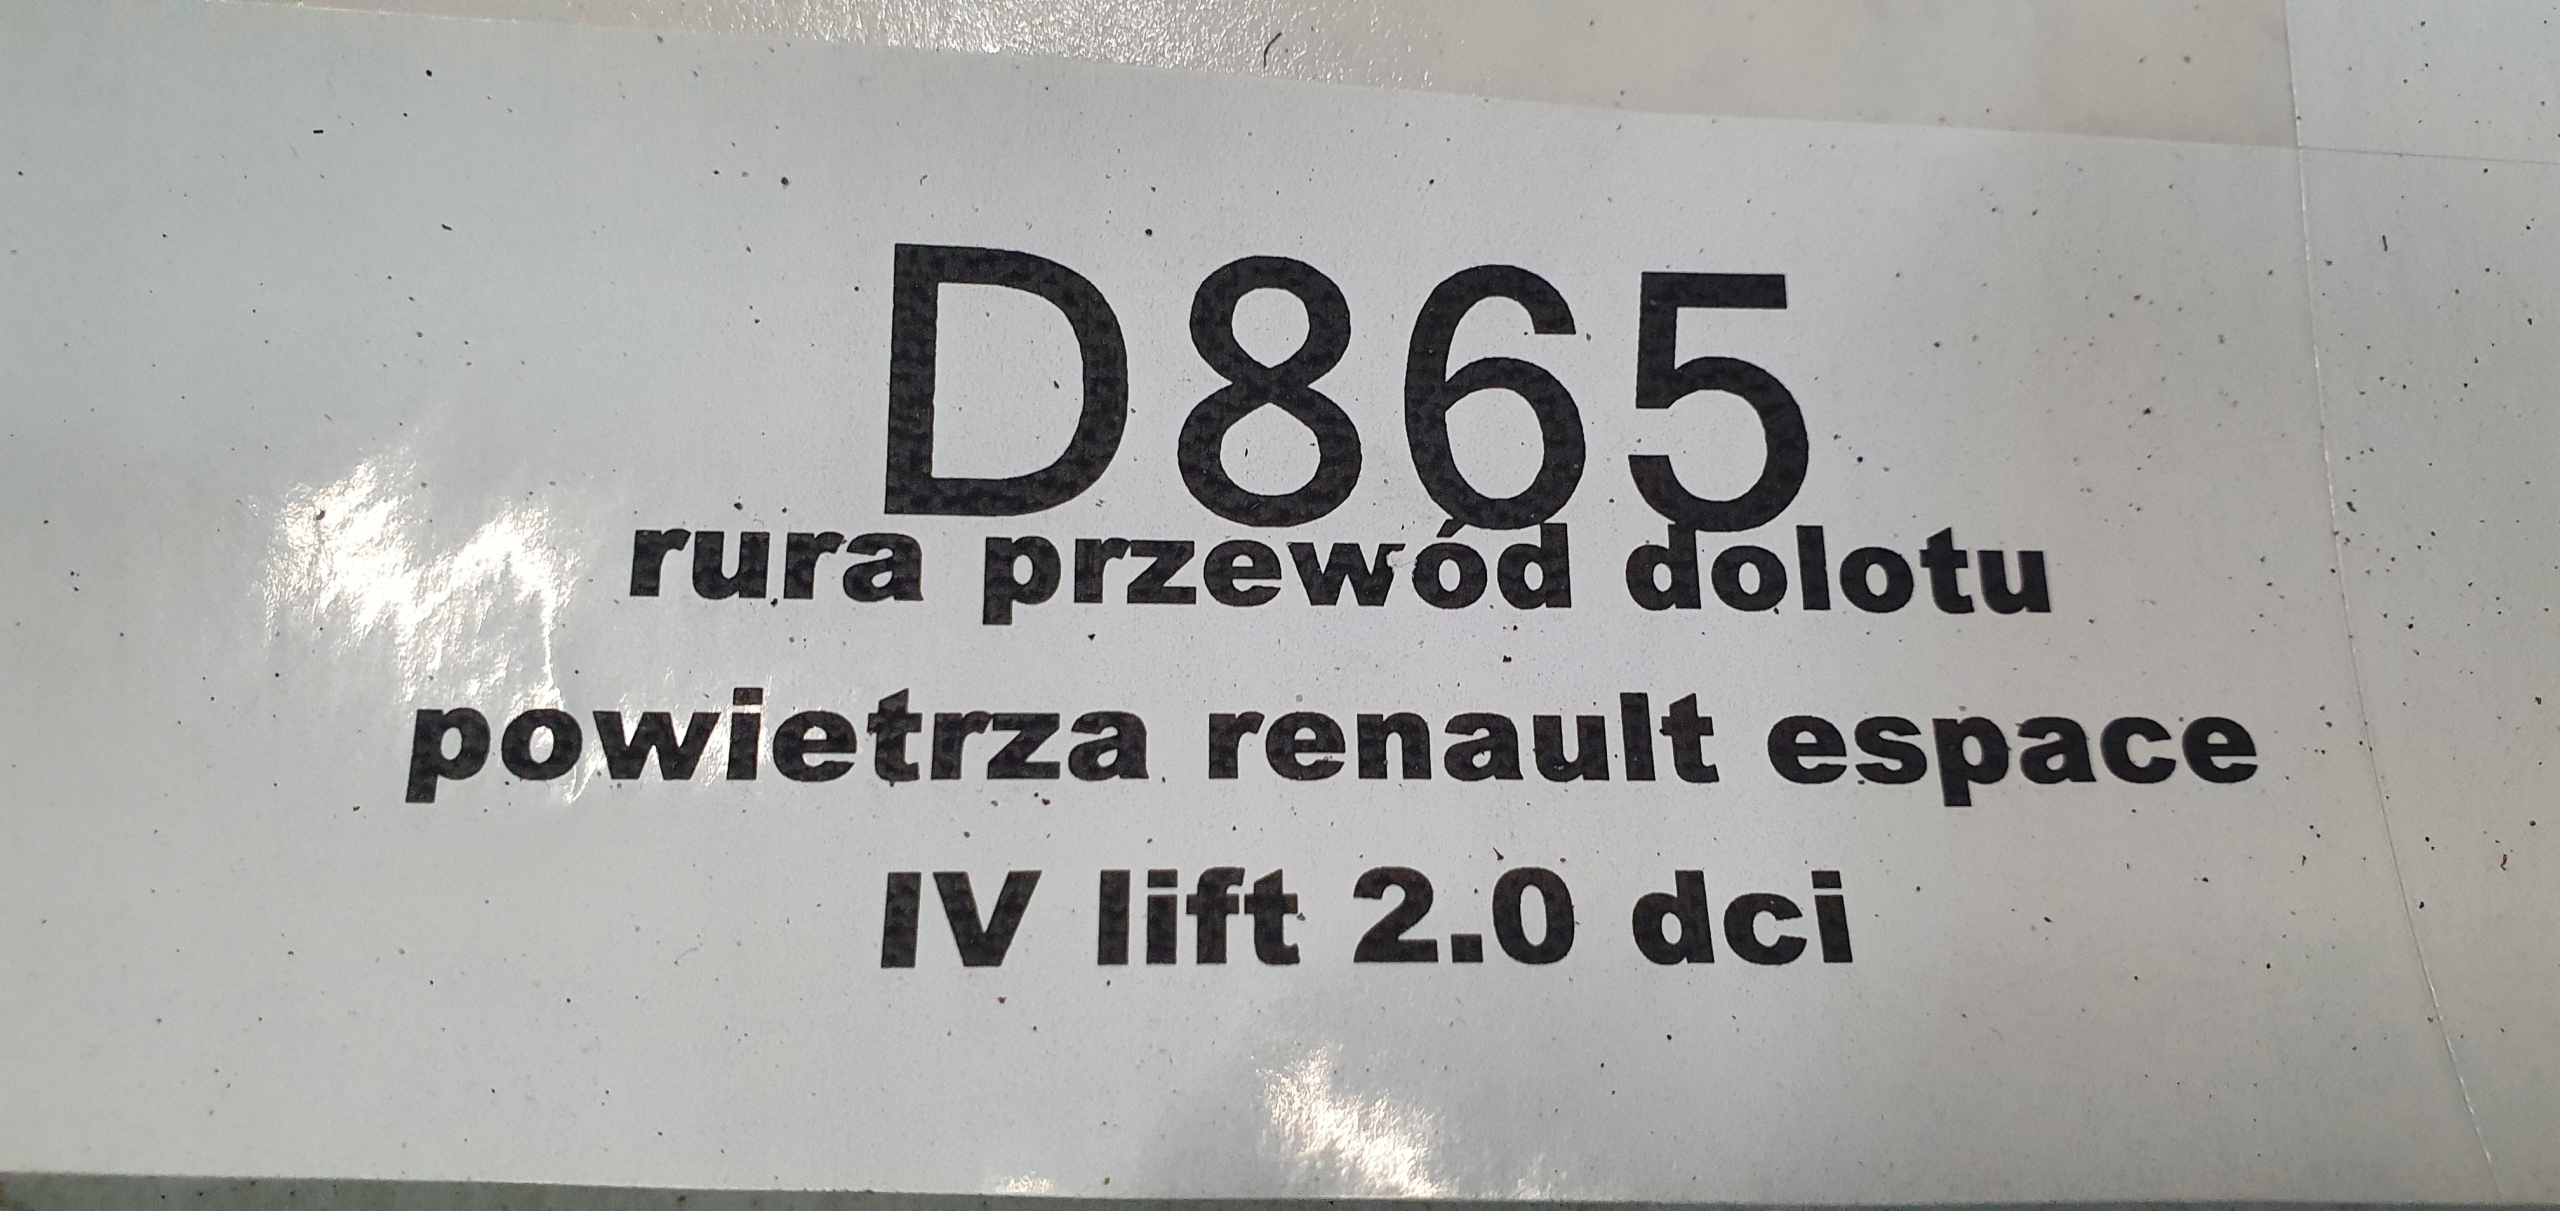 D865
rura przewód dolotu
powietrza renault espace
IV lift 2.0 dci